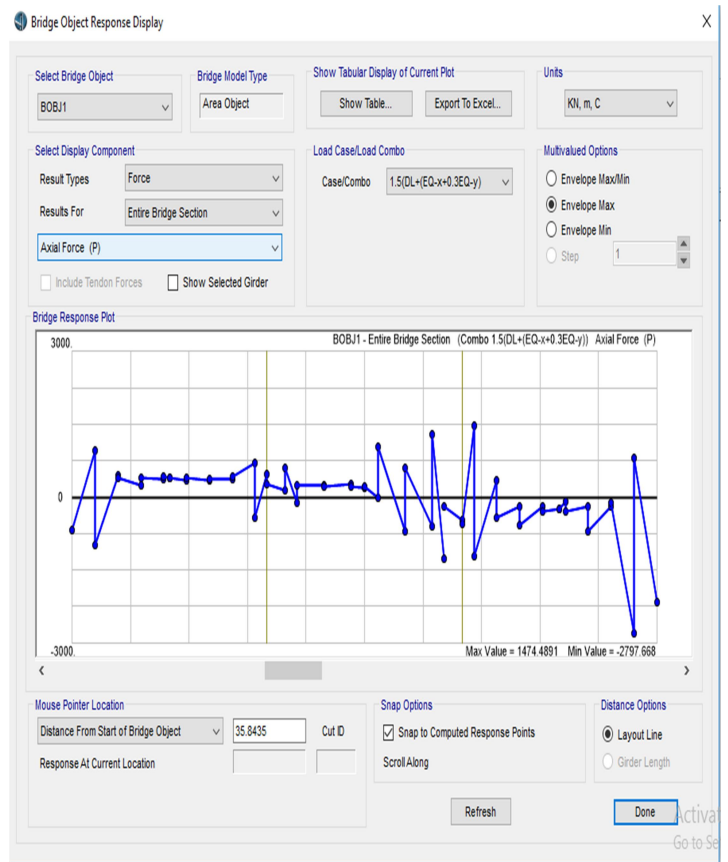 Bridge Object Response Display
Select Bridge Object
BOBJ1
Bridge Model Type
Area Object
Show Tabular Display of Current Plot
Show Table...
Export To Excel...
Units
KN, m, C
Select Display Component
Result Types
Force
Results For
Entire Bridge Section
Axial Force (P)
Include Tendon Forces
Show Selected Girder
Load Case/Load Combo
Case/Combo
1.5(DL+(EQ-x+0.3EQ-y)
Multivalued Options
Envelope Max/Min
Envelope Max
Envelope Min
Step
1
Bridge Response Plot
BOBJ1 - Entire Bridge Section (Combo 1.5(DL+(EQ-x+0.3EQ-y)) Axial Force (P)
3000.
0
-3000.
Max Value = 1474.4891 Min Value = -2797.668
Mouse Pointer Location
Distance From Start of Bridge Object
35.8435
Cut ID
Response At Current Location
Snap Options
Snap to Computed Response Points
Scroll Along
Distance Options
Layout Line
Girder Length
Refresh
Done
Activat
Go to Se